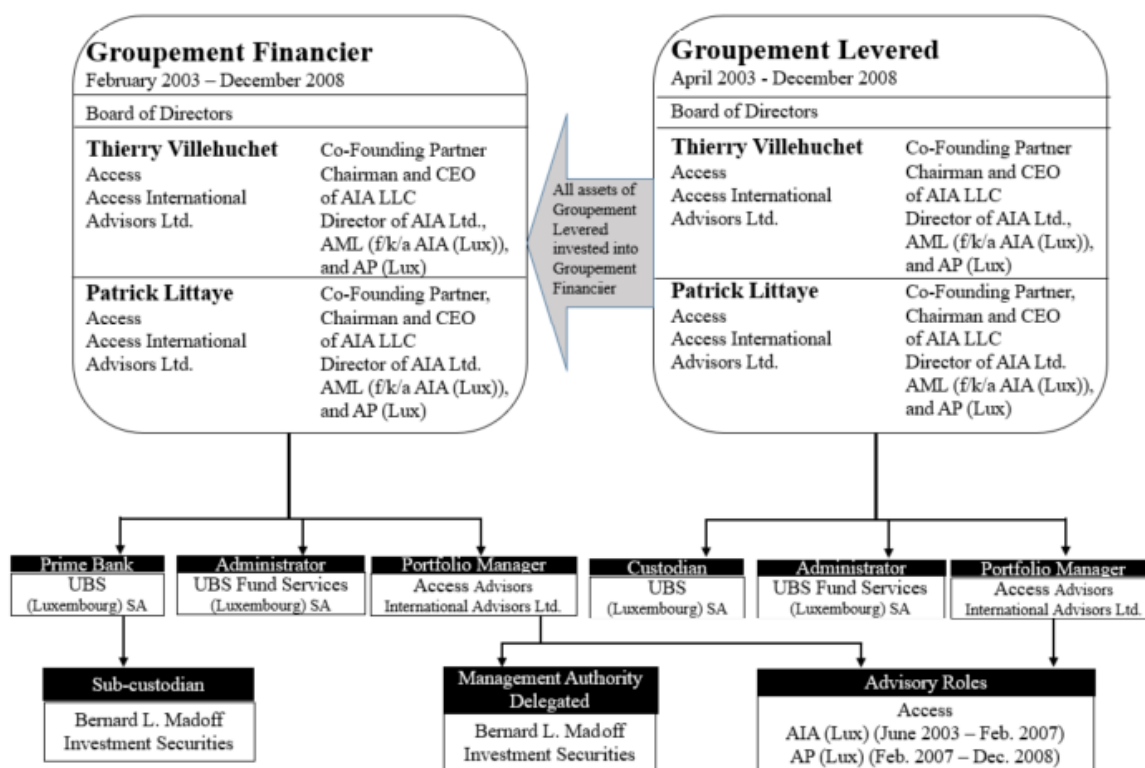 Groupement Financier
February 2003 – December 2008
Board of Directors
Thierry Villehuchet
Access
Access International
Advisors Ltd.
Co-Founding Partner
Chairman and CEO
of AIA LLC
Director of AIA Ltd.,
AML (f/k/a AIA (Lux)),
and AP (Lux)
Patrick Littaye
Access
Access International
Advisors Ltd.
Co-Founding Partner,
Chairman and CEO
of AIA LLC
Director of AIA Ltd.
AML (f/k/a AIA (Lux)),
and AP (Lux)
All assets of
Groupement
Levered
invested into
Groupement
Financiier
Groupement Levered
April 2003 - December 2008
Board of Directors
Thierry Villehuchet
Access
Access International
Advisors Ltd.
Co-Founding Partner
Chairman and CEO
of AIA LLC
Director of AIA Ltd.,
AML (f/k/a AIA (Lux)),
and AP (Lux)
Patrick Littaye
Access
Access International
Advisors Ltd.
Co-Founding Partner,
Chairman and CEO
of AIA LLC
Director of AIA Ltd.
AML (f/k/a AIA (Lux)),
and AP (Lux)
Prime Bank
UBS
(Luxembourg) SA
Administrator
UBS Fund Services
(Luxembourg) SA
Portfolio Manager
Access Advisors
International Advisors Ltd.
Custodian
UBS
(Luxembourg) SA
Administrator
UBS Fund Services
(Luxembourg) SA
Portfolio Manager
Access Advisors
International Advisors Ltd.
Sub-custodian
Bernard L. Madoff
Investment Securities
Management Authority
Delegated
Bernard L. Madoff
Investment Securities
Advisory Roles
Access
AIA (Lux) (June 2003 – Feb. 2007)
AP (Lux) (Feb. 2007 – Dec. 2008)